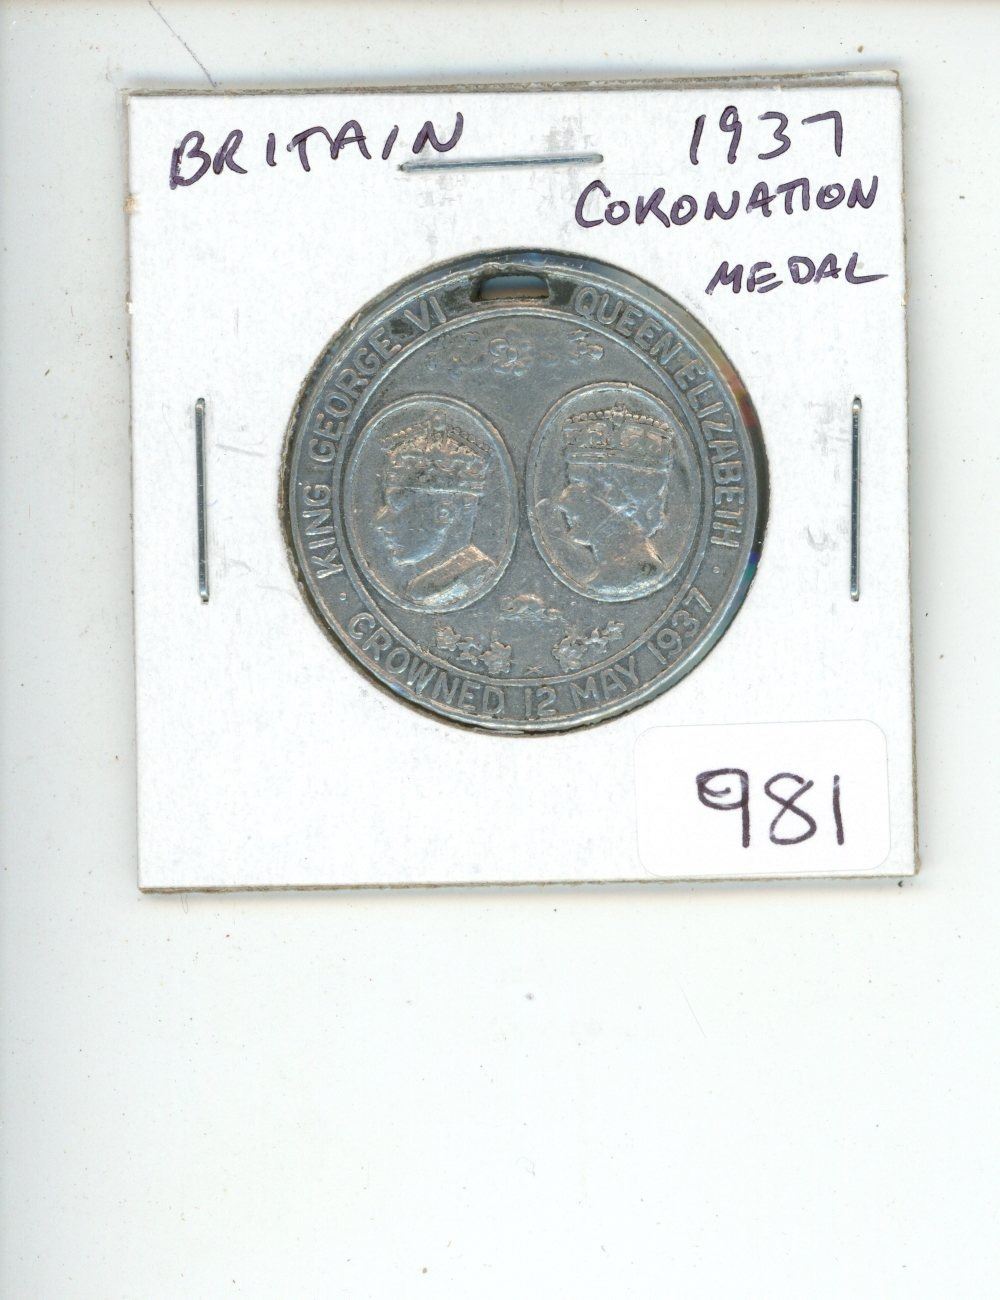 BRITAIN
1937
CORONATION
MEDAL
KING GEORGE VI
QUEEN ELIZABETH
· CROWNED 12 MAY 1937 ·
981